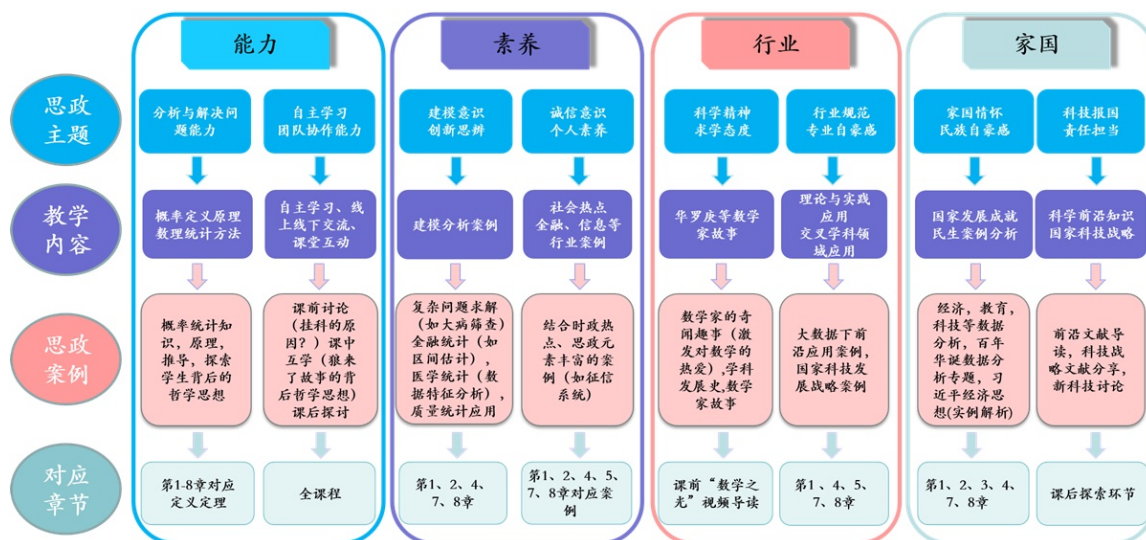 能力
素养
行业
家国
思政
主题
分析与解决问
题能力
自主学习
团队协作能力
建模意识
创新思辨
诚信意识
个人素养
科学精神
求学态度
行业规范
专业自豪感
家国情怀
民族自豪感
科技报国
责任担当
教学
内容
概率定义原理
数理统计方法
自主学习、线
上线下交流、
课堂互动
建模分析案例
社会热点
金融、信息等
行业案例
华罗庚等数学
家故事
理论与实践
应用
交叉学科领
域应用
国家发展成就
民生案例分析
科学前沿知识
国家科技战略
思政
案例
概率统计知
识，原理，
推导，探索
学生背后的
哲学思想
课前讨论
（挂科的原
因？）课中
互学（狼来
了故事的背
后哲学思想）
课后探讨
复杂问题求解
（如大病筛查）
金融统计（如
区间估计），
医学统计（数
据特征分析），
质量统计应用
结合时政热
点、思政元
素丰富的案
例（如征信
系统）
数学家的奇
闻趣事（激
发对数学的
热爱）,学科
发展史,数学
家故事
大数据下前
沿应用案例，
国家科技发
展战略案例
经济，教育，
科技等数据
分析，百年
华诞数据分
析专题，习
近平经济思
想(实例解析)
前沿文献导
读，科技战
略文献分享，
新科技讨论
对应
章节
第1-8章对应
定义定理
全课程
第1、2、4、
7、8章
第1、2、4、5、
7、8章对应案
例
课前“数学之
光”视频导读
第1、4、5、
7、8章
第1、2、3、4、
7、8章
课后探索环节